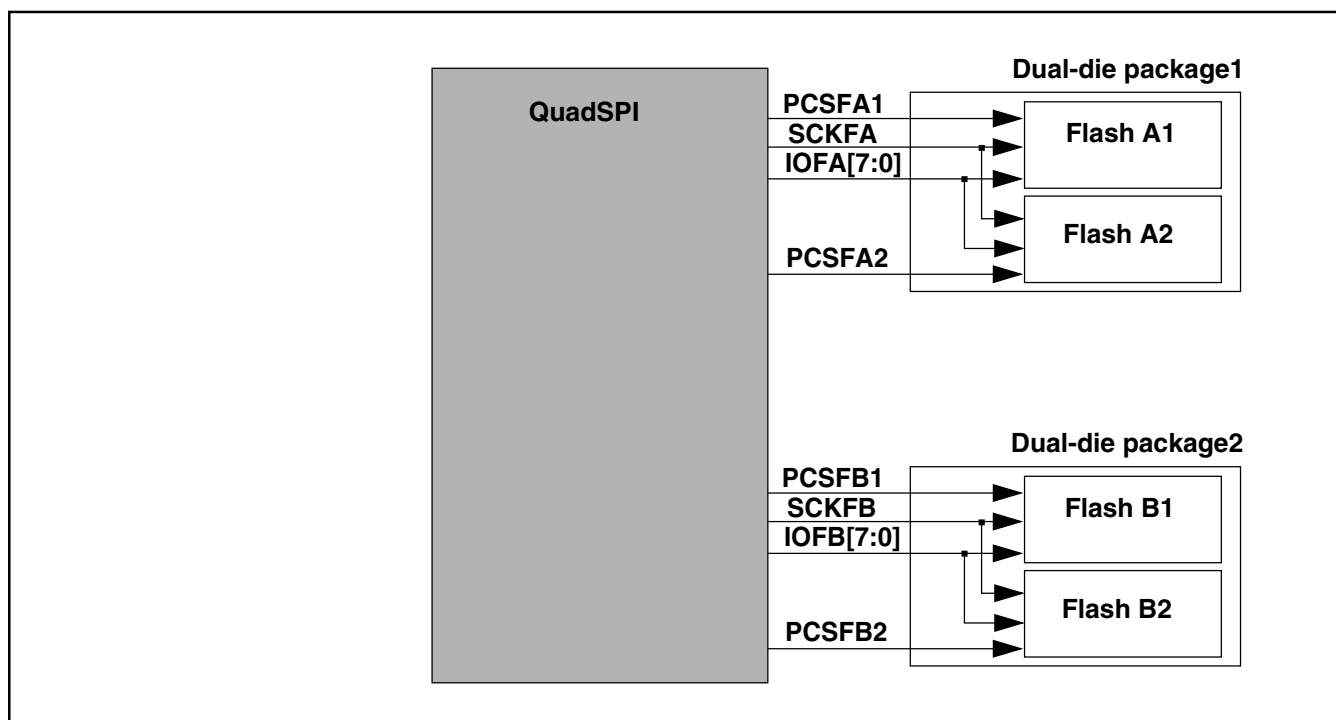 Dual-die package1
QuadSPI
PCSFA1
SCKFA
IOFA[7:0]
PCSFA2
Flash A1
Flash A2
Dual-die package2
PCSFB1
SCKFB
IOFB[7:0]
PCSFB2
Flash B1
Flash B2